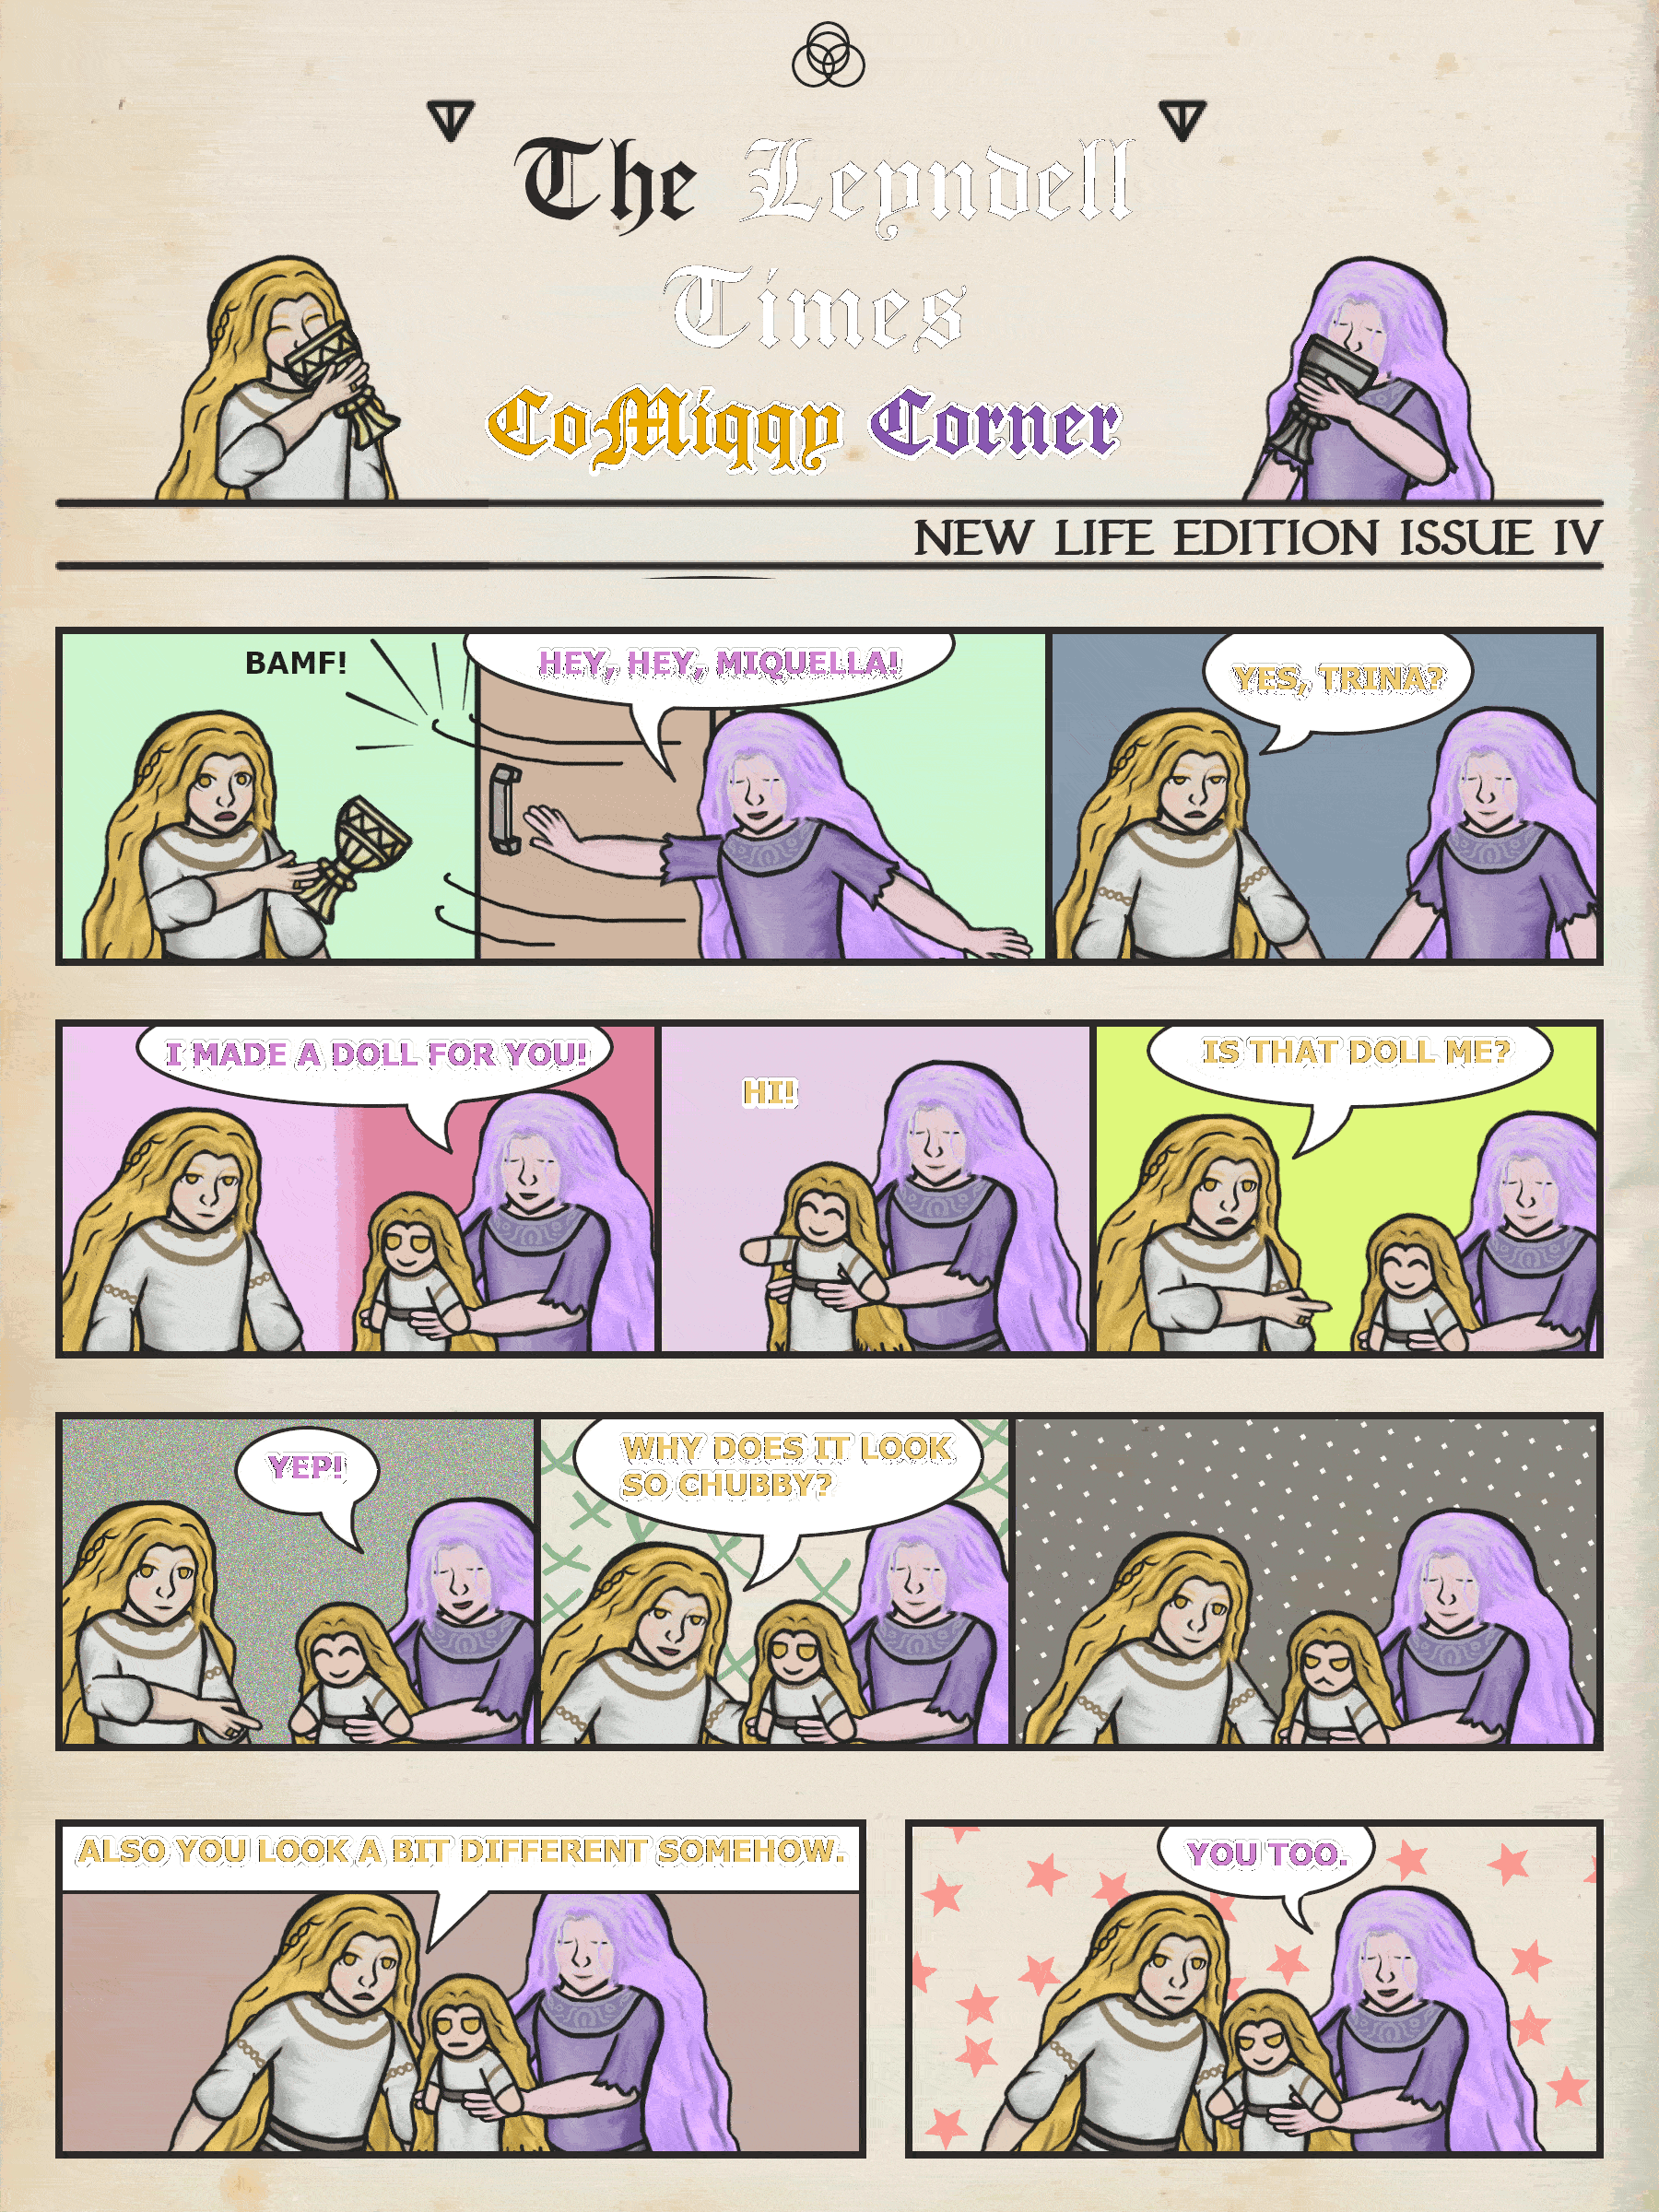 The Leyndell
Times
CoMiqqy Corner
NEW LIFE EDITION ISSUE IV
BAMF!
HEY, HEY, MIQUELLA!
YES, TRINA?
I MADE A DOLL FOR YOU!
HI!
IS THAT DOLL ME?
YEP!
WHY DOES IT LOOK
SO CHUBBY?
ALSO YOU LOOK A BIT DIFFERENT SOMEHOW.
YOU TOO.